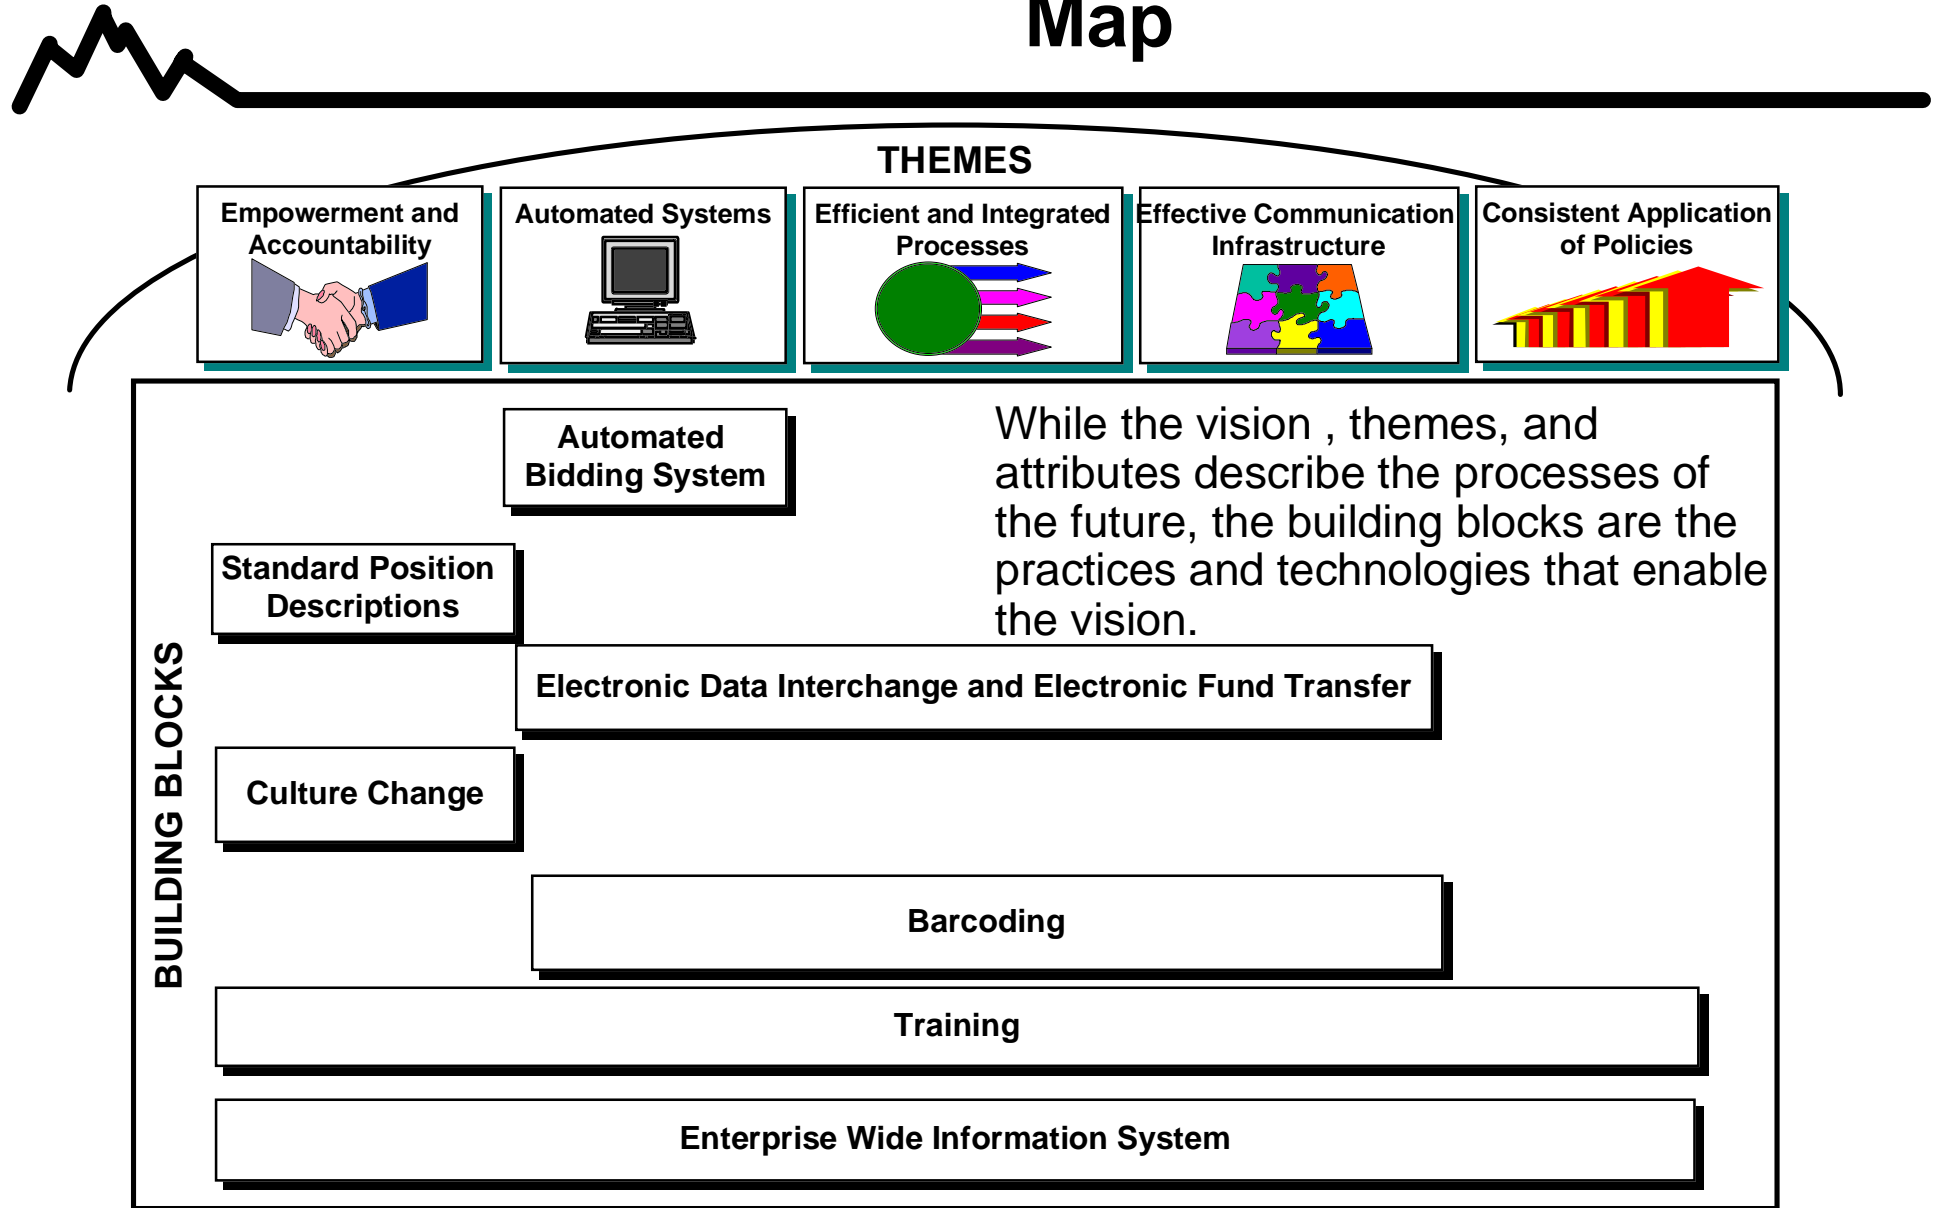 Map
THEMES
Empowerment and
Accountability
Automated Systems
Efficient and Integrated
Processes
Effective Communication
Infrastructure
Consistent Application
of Policies
BUILDING BLOCKS
Automated
Bidding System
While the vision , themes, and
attributes describe the processes of
the future, the building blocks are the
practices and technologies that enable
the vision.
Standard Position
Descriptions
Electronic Data Interchange and Electronic Fund Transfer
Culture Change
Barcoding
Training
Enterprise Wide Information System